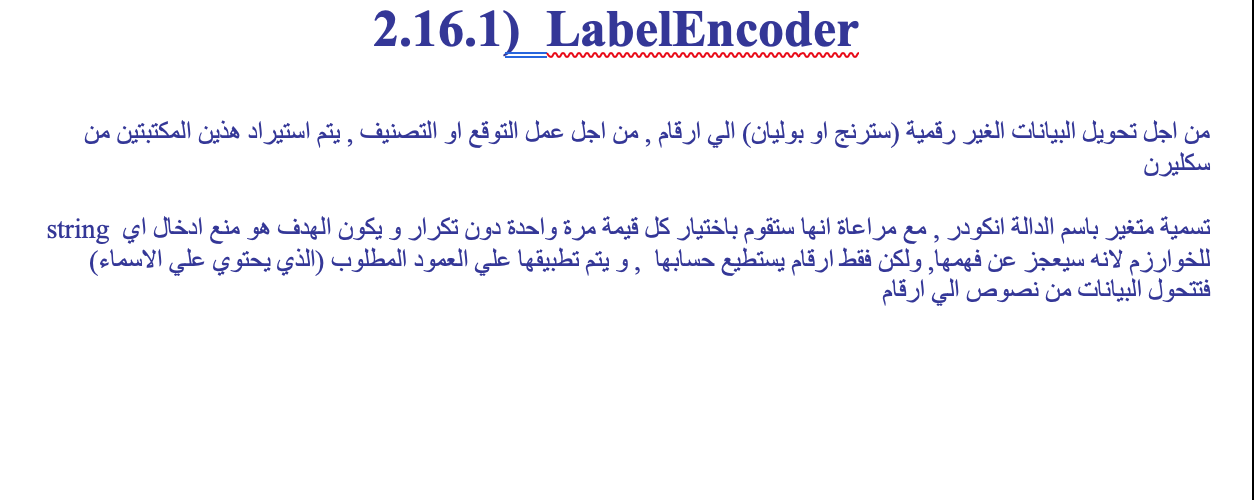 2.16.1)  LabelEncoder
من اجل تحويل البيانات الغير رقمية (سترنج او بوليان) الي ارقام , من اجل عمل التوقع او التصنيف , يتم استيراد هذين المكتبتين من
سكليرن
تسمية متغير باسم الدالة انكودر , مع مراعاة انها ستقوم باختيار كل قيمة مرة واحدة دون تكرار و يكون الهدف هو منع ادخال اي string
للخوارزم لانه سيعجز عن فهمها, ولكن فقط ارقام يستطيع حسابها , و يتم تطبيقها علي العمود المطلوب (الذي يحتوي علي الاسماء)
فتتحول البيانات من نصوص الي ارقام